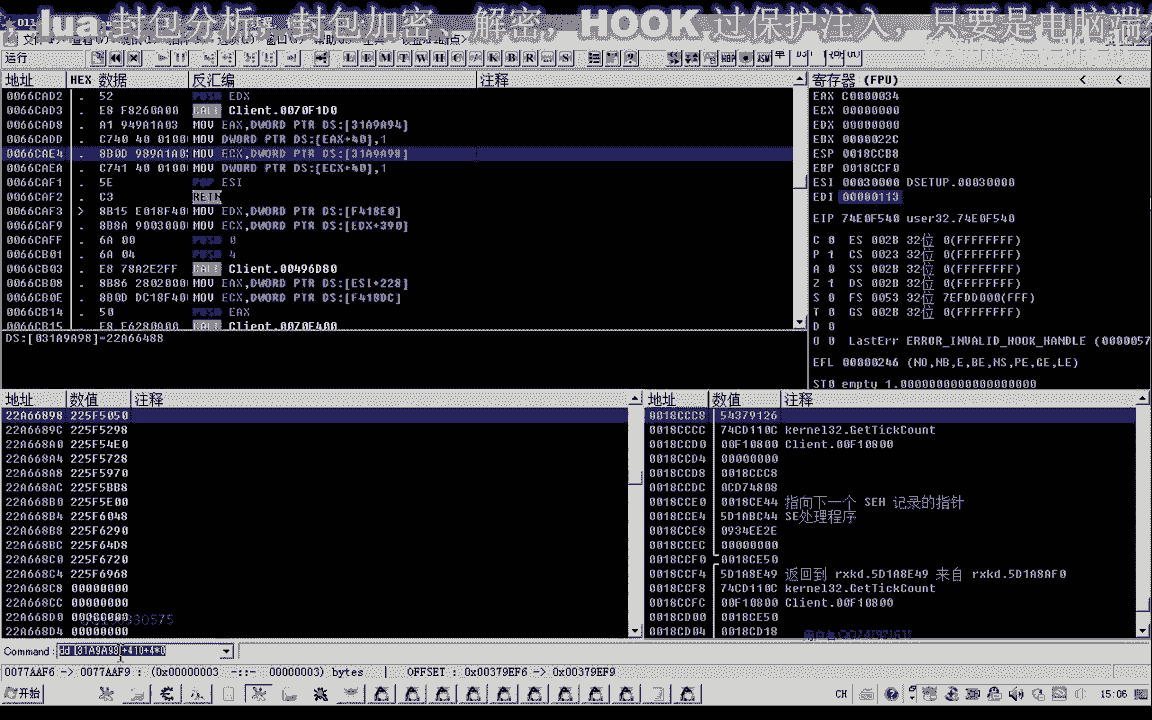 ，lua 封包分析，封包加密、解密，HOOK 过保护注入，只要是电脑端
运行
地址 HEX 数据 反汇编 注释 寄存器 (FPU) < <
0066CAD2 . 52 PUSH EDX
0066CAD3 . E8 F8260A00 CALL Client.0070F1D0
0066CAD8 . A1 949A1A03 MOV EAX,DWORD PTR DS:[31A9A94]
0066CADD . C740 40 0100 MOV DWORD PTR DS:[EAX+40],1
0066CAE4 . 8B0D 989A1A03 MOV ECX,DWORD PTR DS:[31A9A98]
0066CAEA . C741 40 0100 MOV DWORD PTR DS:[ECX+40],1
0066CAF1 . 5E POP ESI
0066CAF2 . C3 RETN
0066CAF3 > 8B15 E018F400 MOV EDX,DWORD PTR DS:[F418E0]
0066CAF9 . 8B8A 90030000 MOV ECX,DWORD PTR DS:[EDX+390]
0066CAFF . 6A 00 PUSH 0
0066CB01 . 6A 04 PUSH 4
0066CB03 . E8 78A2E2FF CALL Client.00496D80
0066CB08 . 8B86 28020000 MOV EAX,DWORD PTR DS:[ESI+228]
0066CB0E . 8B0D DC18F400 MOV ECX,DWORD PTR DS:[F418DC]
0066CB14 . 50 PUSH EAX
0066CB15 . E8 E6280A00 CALL Client.0070F400
DS:[031A9A98]=22A66488
EAX C0000034
ECX 00000000
EDX 00000000
EBX 0000022C
ESP 0018CCB8
EBP 0018CCF0
ESI 00030000 DSETUP.00030000
EDI 00000113
EIP 74E0F540 user32.74E0F540
C 0 ES 002B 32位 0(FFFFFFFF)
P 1 CS 0023 32位 0(FFFFFFFF)
A 0 SS 002B 32位 0(FFFFFFFF)
Z 1 DS 002B 32位 0(FFFFFFFF)
S 0 FS 0053 32位 7EFDD000(FFF)
T 0 GS 002B 32位 0(FFFFFFFF)
D 0
O 0 LastErr ERROR_INVALID_HOOK_HANDLE (0000057
EFL 00000246 (NO,NB,E,BE,NS,PE,GE,LE)
ST0 empty 1.0000000000000000000
地址 数值 注释
22A66898 225F5050
22A6689C 225F5298
22A668A0 225F54E0
22A668A4 225F5728
22A668A8 225F5970
22A668AC 225F5BB8
22A668B0 225F5E00
22A668B4 225F6048
22A668B8 225F6290
22A668BC 225F64D8
22A668C0 225F6720
22A668C4 225F6968
22A668C8 00000000
22A668CC 00000000
22A668D0
22A668D4 00000000
地址 数值 注释
0018CCC8 54379126
0018CCCC 74CD110C kernel32.GetTickCount
0018CCD0 00F10800 Client.00F10800
0018CCD4 00000000
0018CCD8 0018CCC8
0018CCDC 0CD74808
0018CCE0 0018CE44 指向下一个 SEH 记录的指针
0018CCE4 5D1ABC44 SE处理程序
0018CCE8 0934EE2E
0018CCEC 00000000
0018CCF0 0018CE50
0018CCF4 5D1A8E49 返回到 rxkd.5D1A8E49 来自 rxkd.5D1A8AF0
0018CCF8 74CD110C kernel32.GetTickCount
0018CCFC 00F10800 Client.00F10800
0018CD00 0018CE50
0018CD04 0018CD18
Command: dd [31A9A98]+410+4*0
0077AAF6 -> 0077AAF9 : (0x00000003 -::- 00000003) bytes | OFFSET : 0x00379EF6 -> 0x00379EF9
开始 CH 15:06